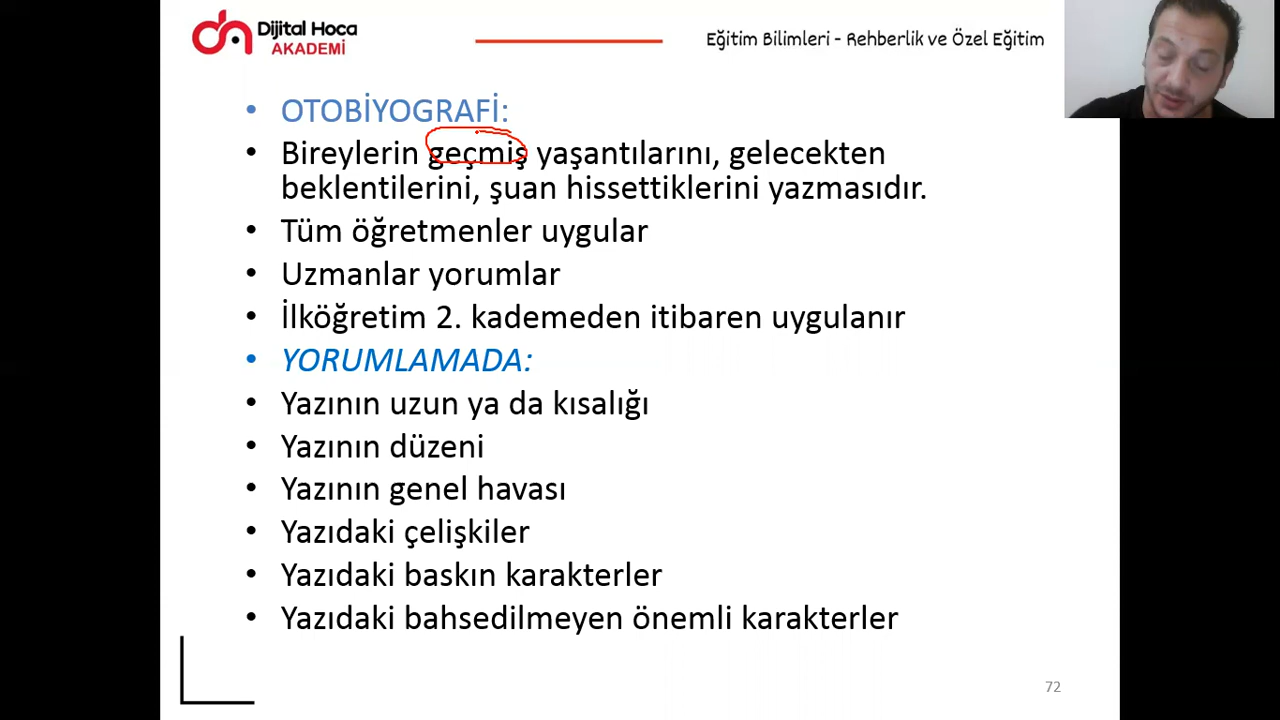 Dijital Hoca
AKADEMİ
Eğitim Bilimleri - Rehberlik ve Özel Eğitim
• OTOBİYOGRAFİ:
• Bireylerin geçmiş yaşantılarını, gelecekten
beklentilerini, şuan hissettiklerini yazmasıdır.
• Tüm öğretmenler uygular
• Uzmanlar yorumlar
• İlköğretim 2. kademeden itibaren uygulanır
• YORUMLAMADA:
• Yazının uzun ya da kısalığı
• Yazının düzeni
• Yazının genel havası
• Yazıdaki çelişkiler
• Yazıdaki baskın karakterler
• Yazıdaki bahsedilmeyen önemli karakterler
72